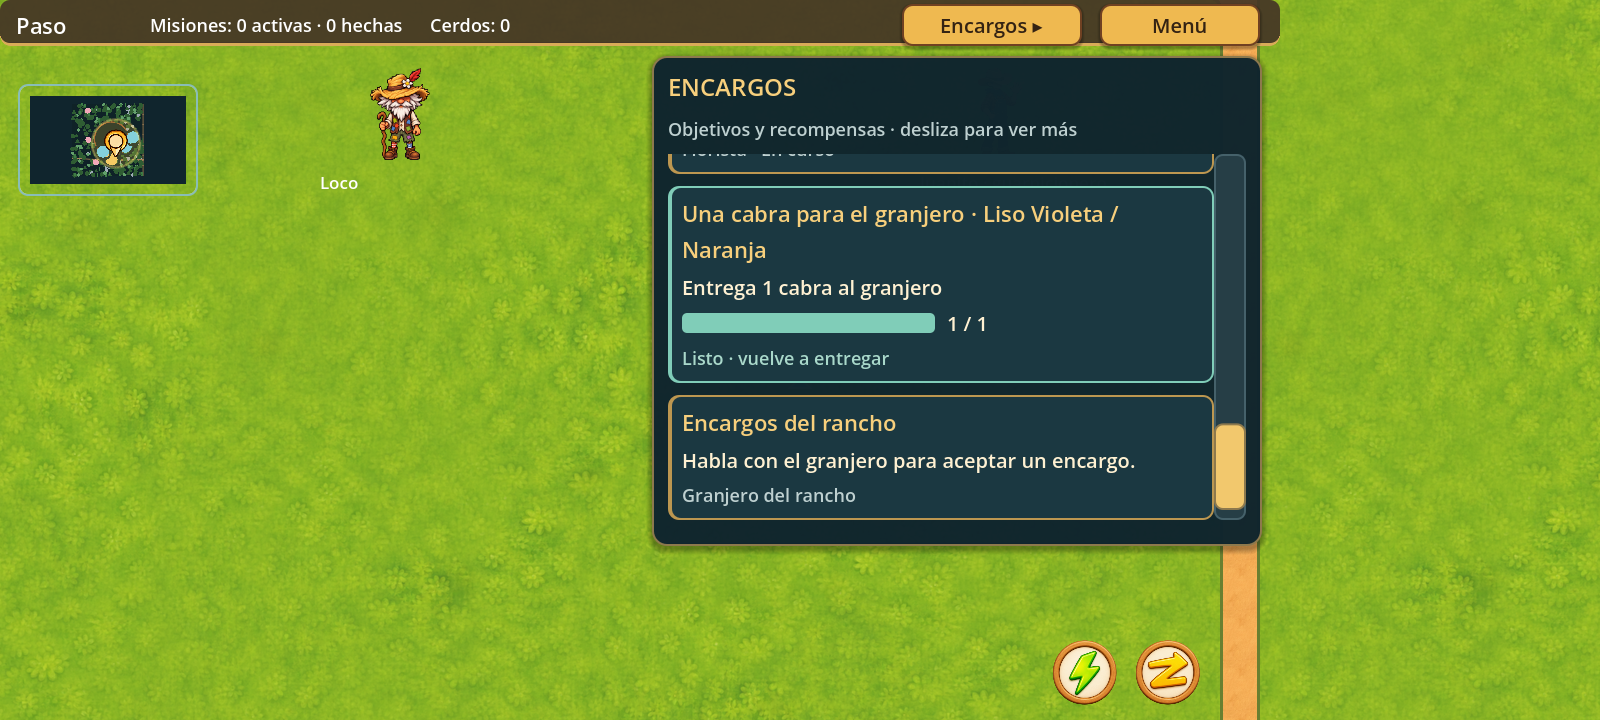 Paso
Misiones: 0 activas · 0 hechas
Cerdos: 0
Encargos ▸
Menú
Loco
ENCARGOS
Objetivos y recompensas · desliza para ver más
Una cabra para el granjero · Liso Violeta /
Naranja
Entrega 1 cabra al granjero
1 / 1
Listo · vuelve a entregar
Encargos del rancho
Habla con el granjero para aceptar un encargo.
Granjero del rancho